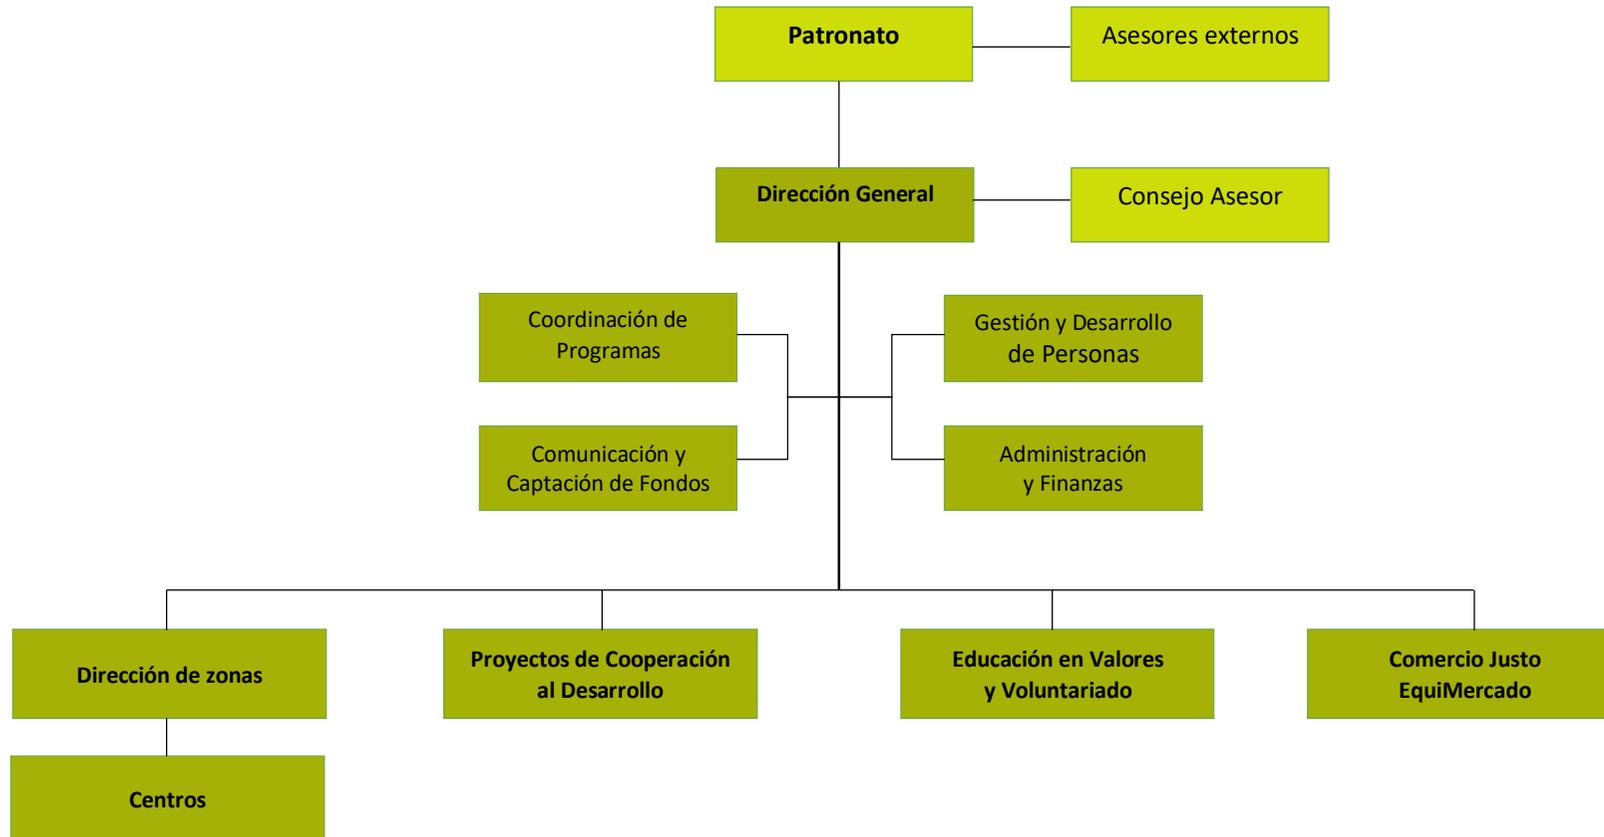 Patronato
Asesores externos
Dirección General
Consejo Asesor
Coordinación de
Programas
Gestión y Desarrollo
de Personas
Comunicación y
Captación de Fondos
Administración
y Finanzas
Dirección de zonas
Proyectos de Cooperación
al Desarrollo
Educación en Valores
y Voluntariado
Comercio Justo
EquiMercado
Centros